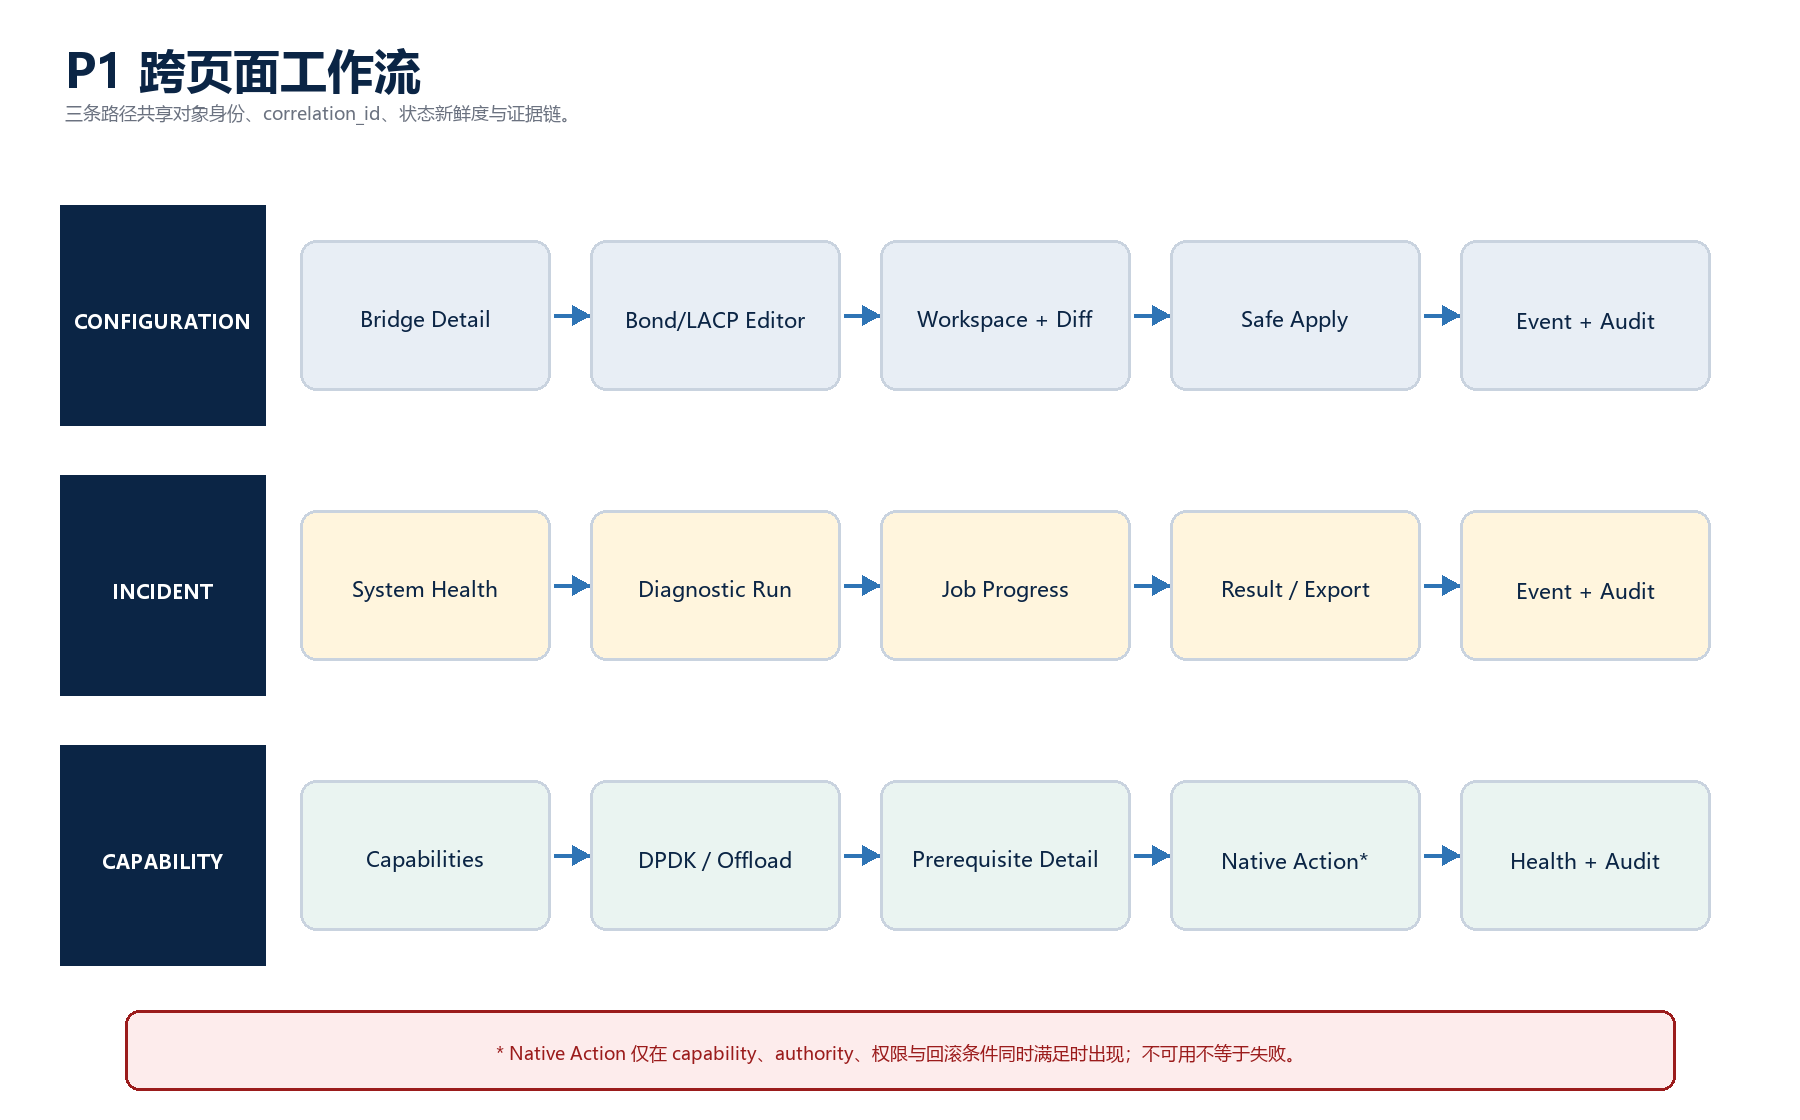 P1 跨页面工作流
三条路径共享对象身份、correlation_id、状态新鲜度与证据链。
CONFIGURATION
Bridge Detail
Bond/LACP Editor
Workspace + Diff
Safe Apply
Event + Audit
INCIDENT
System Health
Diagnostic Run
Job Progress
Result / Export
Event + Audit
CAPABILITY
Capabilities
DPDK / Offload
Prerequisite Detail
Native Action*
Health + Audit
* Native Action 仅在 capability、authority、权限与回滚条件同时满足时出现；不可用不等于失败。